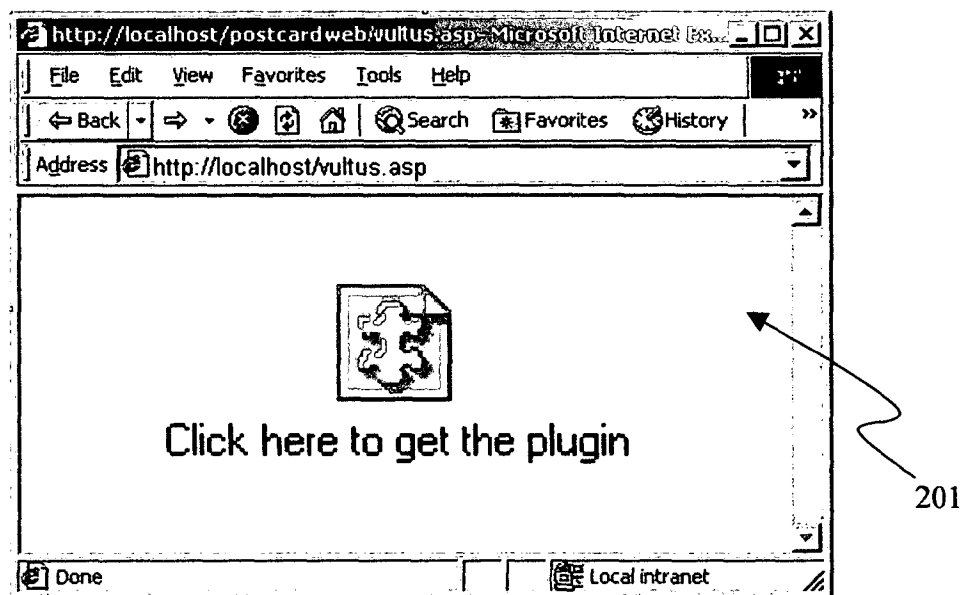 http://localhost/postcardweb/vultus.asp - Microsoft Internet Ex...
File Edit View Favorites Tools Help
Back Search Favorites History »
Address http://localhost/vultus.asp
Click here to get the plugin
201
Done Local intranet